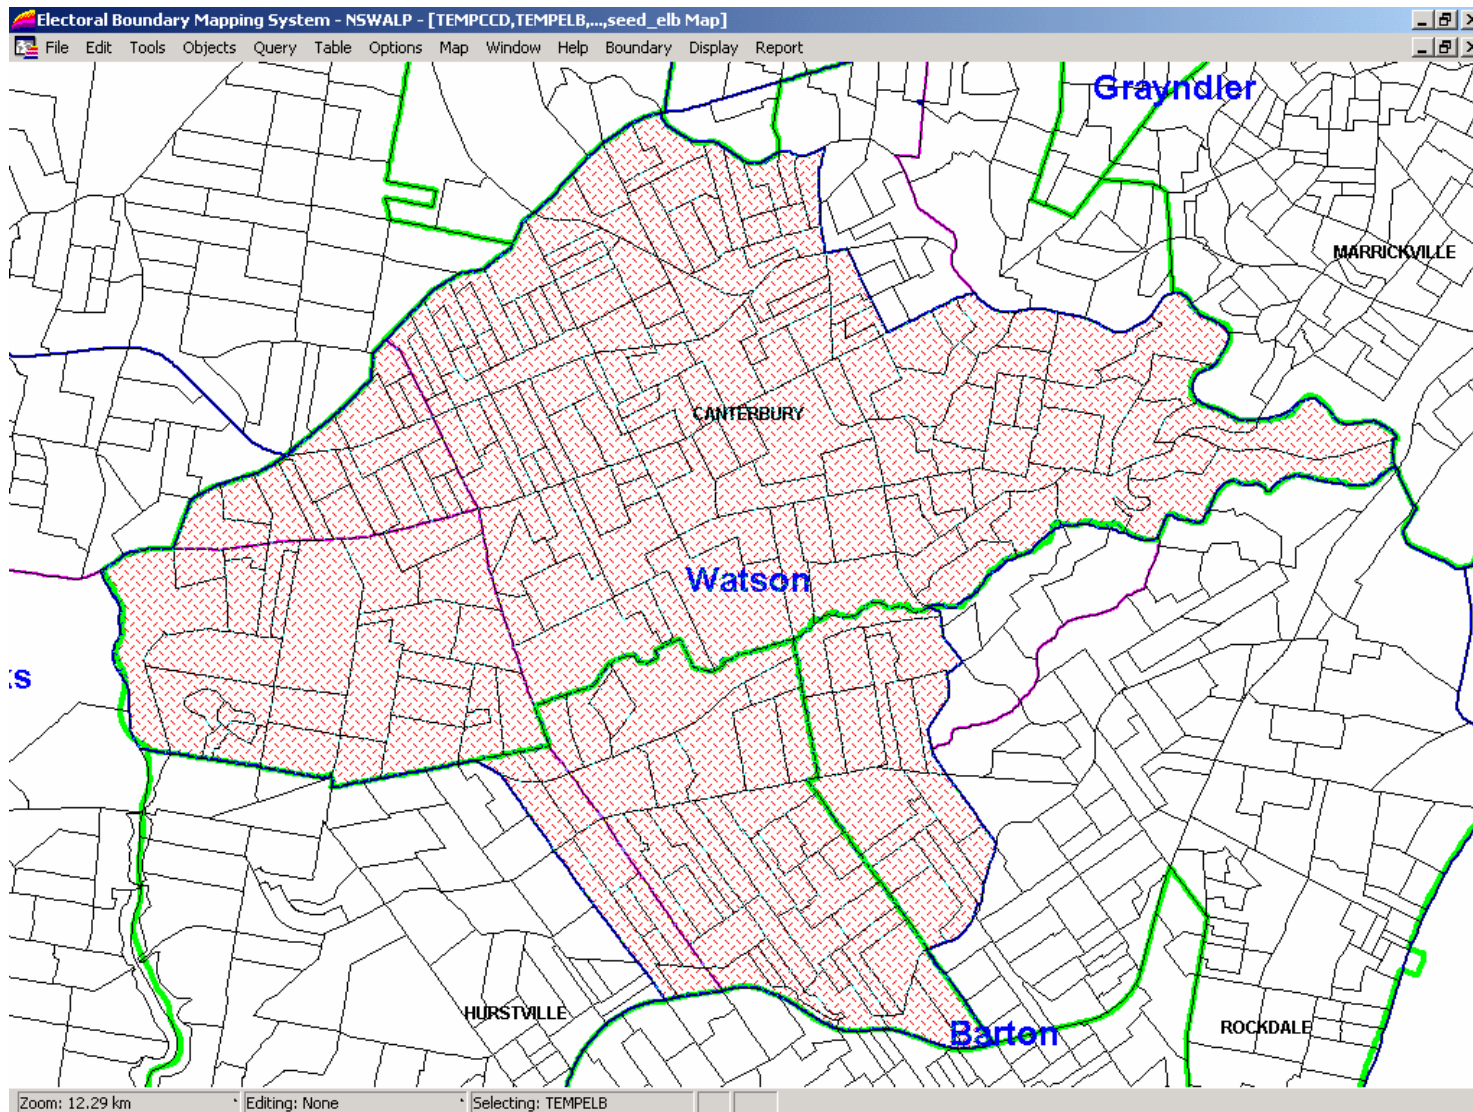 Electoral Boundary Mapping System - NSWALP - [TEMPCCD,TEMPELB,...,seed_elb Map]
File Edit Tools Objects Query Table Options Map Window Help Boundary Display Report
Grayndler
MARRICKVILLE
CANTERBURY
Watson
ks
HURSTVILLE
Barton
ROCKDALE
Zoom: 12.29 km Editing: None Selecting: TEMPELB